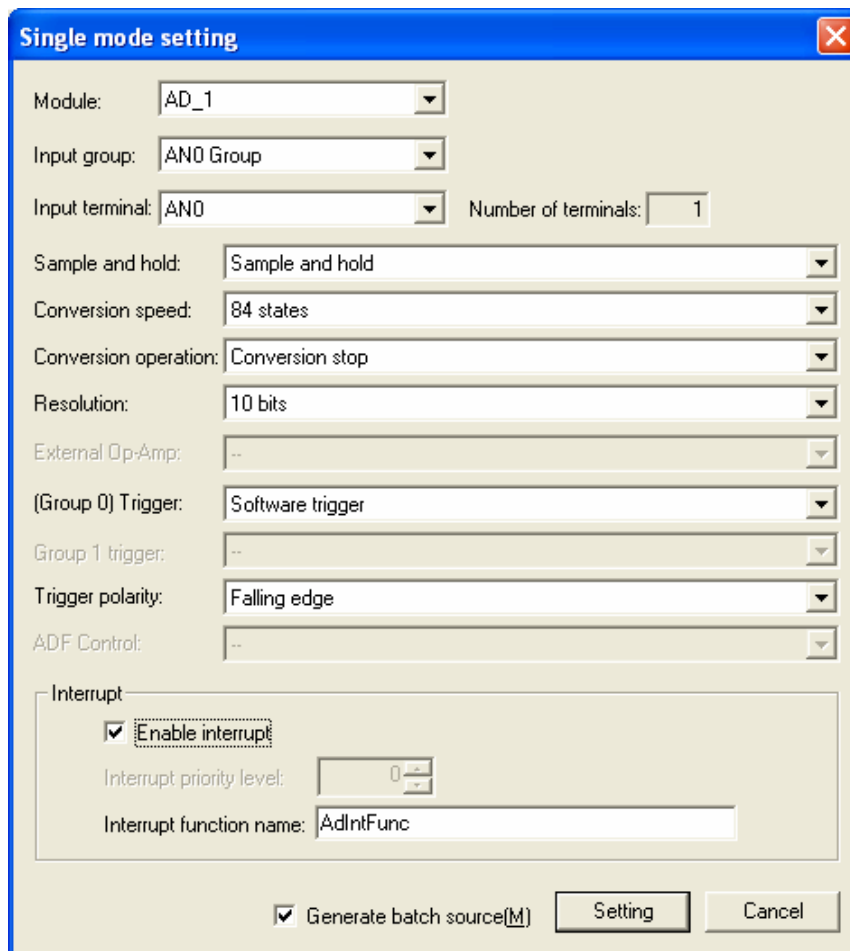 Single mode setting
Module: AD_1
Input group: AN0 Group
Input terminal: AN0 Number of terminals: 1
Sample and hold: Sample and hold
Conversion speed: 84 states
Conversion operation: Conversion stop
Resolution: 10 bits
External Op-Amp: --
(Group 0) Trigger: Software trigger
Group 1 trigger: --
Trigger polarity: Falling edge
ADF Control: --
Interrupt
Enable interrupt
Interrupt priority level: 0
Interrupt function name: AdIntFunc
Generate batch source(M) Setting Cancel